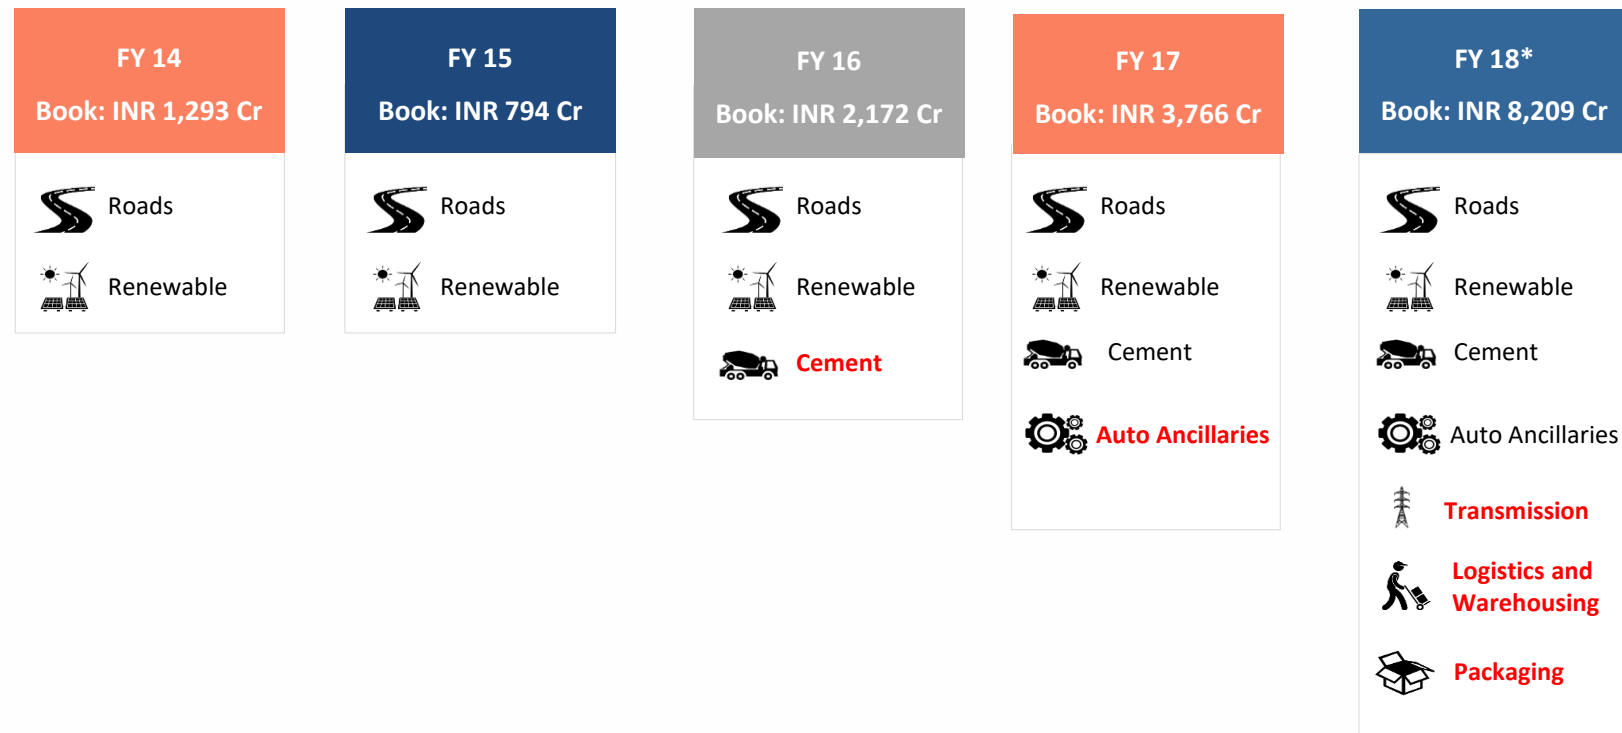 FY 14
Book: INR 1,293 Cr
Roads
Renewable
FY 15
Book: INR 794 Cr
Roads
Renewable
FY 16
Book: INR 2,172 Cr
Roads
Renewable
Cement
FY 17
Book: INR 3,766 Cr
Roads
Renewable
Cement
Auto Ancillaries
FY 18*
Book: INR 8,209 Cr
Roads
Renewable
Cement
Auto Ancillaries
Transmission
Logistics and
Warehousing
Packaging